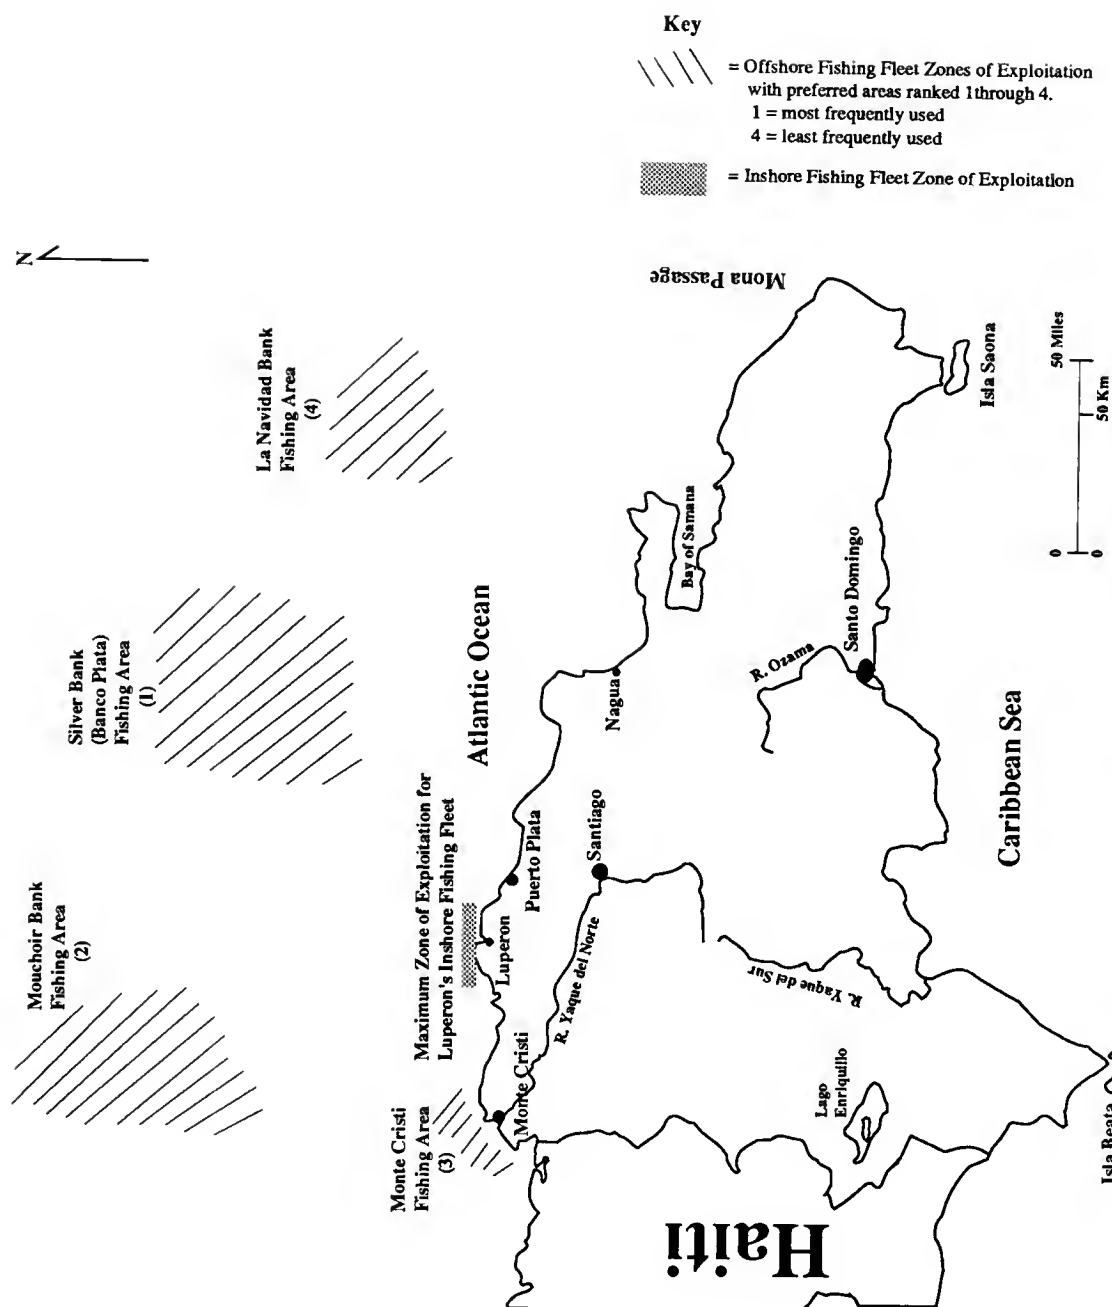 Key
= Offshore Fishing Fleet Zones of Exploitation
with preferred areas ranked 1 through 4.
1 = most frequently used
4 = least frequently used
= Inshore Fishing Fleet Zone of Exploitation
N
Mouchoir Bank
Fishing Area
(2)
Silver Bank
(Banco Plata)
Fishing Area
(1)
La Navidad Bank
Fishing Area
(4)
Monte Cristi
Fishing Area
(3)
Maximum Zone of Exploitation for
Luperon's Inshore Fishing Fleet
Atlantic Ocean
Mona Passage
Monte Cristi
Luperon
Puerto Plata
Santiago
Nagua
Bay of Samana
R. Yaque del Norte
R. Yaque del Sur
R. Ozama
Santo Domingo
Lago
Enriquillo
Haiti
Caribbean Sea
Isla Saona
Isla Beata
0
50 Miles
0
50 Km